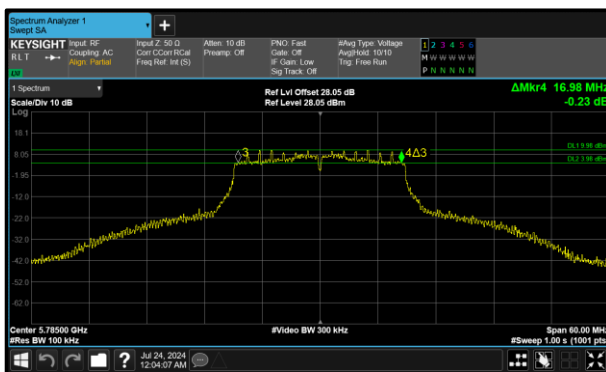 Spectrum Analyzer 1
Swept SA
+
KEYSIGHT Input: RF Input Z: 50 Ω Atten: 10 dB PNO: Fast #Avg Type: Voltage 1 2 3 4 5 6
RLT Coupling: AC Corr CCorr RCal Preamp: Off Gate: Off Avg|Hold: 10/10 M W W W W W
Align: Partial Freq Ref: Int (S) IF Gain: Low Trig: Free Run
Sig Track: Off P N N N N N
1 Spectrum Ref Lvl Offset 28.05 dB ΔMkr4 16.98 MHz
Scale/Div 10 dB Ref Level 28.05 dBm -0.23 dB
Log
18.1
DL1 9.96 dBm
8.05 3 4Δ3
DL2 3.96 dBm
-1.95
-12.0
-22.0
-32.0
-42.0
-52.0
-62.0
Center 5.78500 GHz #Video BW 300 kHz Span 60.00 MHz
#Res BW 100 kHz #Sweep 1.00 s (1001 pts)
? Jul 24, 2024
12:04:07 AM